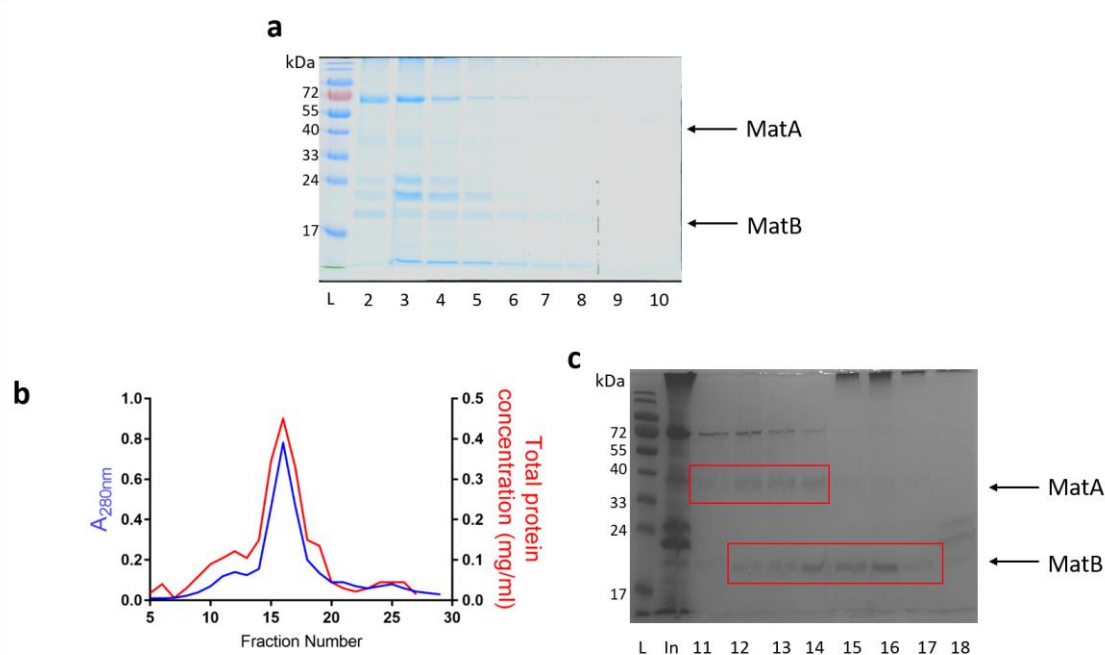 a
kDa
72
55
40
33
24
17
MatA
MatB
L 2 3 4 5 6 7 8 9 10
b
1.0
0.8
0.6
0.4
0.2
0.0
A280nm
0.5
0.4
0.3
0.2
0.1
0.0
Total protein
concentration (mg/ml)
5 10 15 20 25 30
Fraction Number
c
kDa
72
55
40
33
24
17
MatA
MatB
L In 11 12 13 14 15 16 17 18